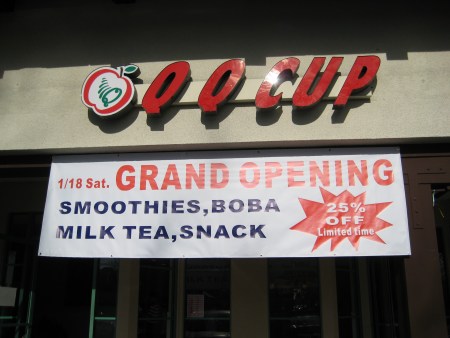 QQ CUP
1/18 Sat. GRAND OPENING
SMOOTHIES,BOBA
MILK TEA,SNACK
25%
OFF
Limited time